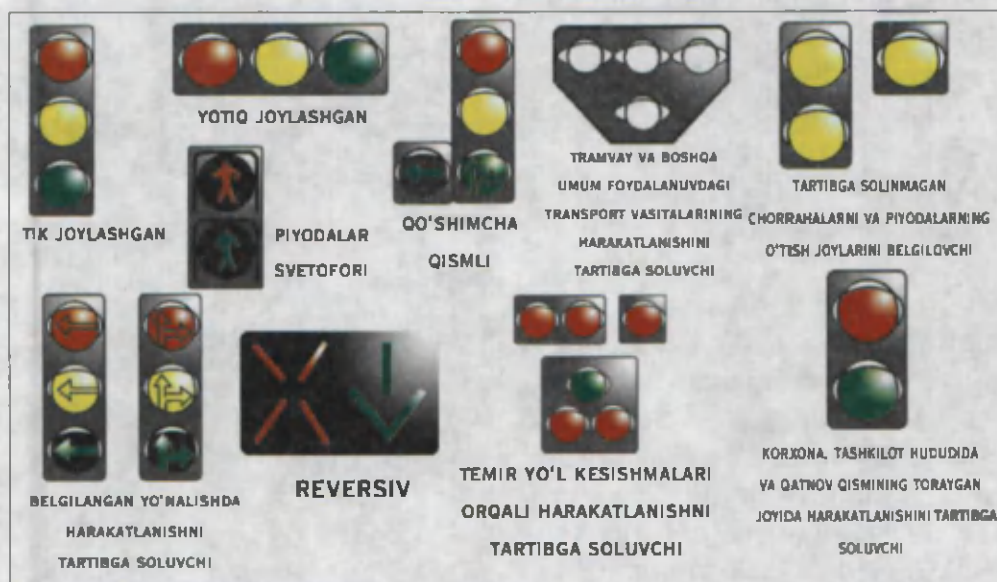 TIK JOYLASHGAN
YOTIQ JOYLASHGAN
PIYODALAR
SVETOFORI
QO'SHIMCHA
QISMLI
TRAMVAY VA BOSHQA
UMUM FOYDALANUVDAGI
TRANSPORT VASITALARINING
HARAKATLANISHINI
TARTIBGA SOLUVCHI
TARTIBGA SOLINMAGAN
CHORRAHALARNI VA PIYODALARNING
O'TISH JOYLARINI BELGILOVCHI
BELGILANGAN YO'NALISHDA
HARAKATLANISHNI
TARTIBGA SOLUVCHI
REVERSIV
TEMIR YO'L KESISHMALARI
ORQALI HARAKATLANISHNI
TARTIBGA SOLUVCHI
KORXONA, TASHKILOT HUDUDIDA
VA QATNOV QISMINING TORAYGAN
JOYIDA HARAKATLANISHINI TARTIBGA
SOLUVCHI